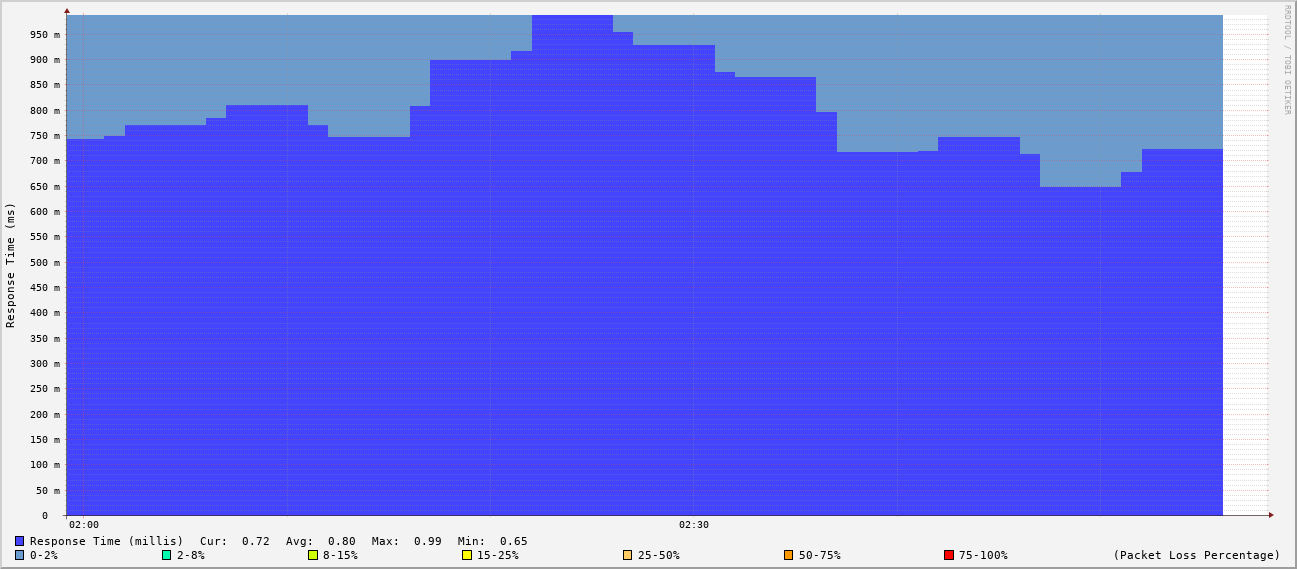 RRDTOOL / TOBI OETIKER
Response Time (ms)
950 m
900 m
850 m
800 m
750 m
700 m
650 m
600 m
550 m
500 m
450 m
400 m
350 m
300 m
250 m
200 m
150 m
100 m
50 m
0
02:00 02:30
Response Time (millis) Cur: 0.72 Avg: 0.80 Max: 0.99 Min: 0.65
0-2% 2-8% 8-15% 15-25% 25-50% 50-75% 75-100% (Packet Loss Percentage)